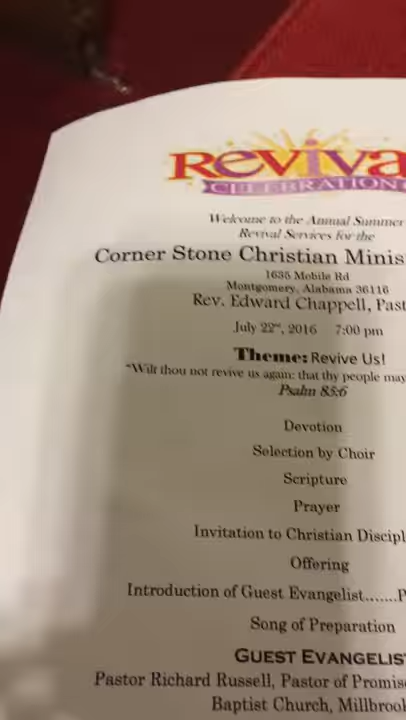 Reviva
CELEBRATION
Welcome to the Annual Summer
Revival Services for the
Corner Stone Christian Minis
1635 Mobile Rd
Montgomery, Alabama 36116
Rev. Edward Chappell, Past
July 22nd, 2016 7:00 pm
Theme: Revive Us!
"Wilt thou not revive us again: that thy people may
Psalm 85:6
Devotion
Selection by Choir
Scripture
Prayer
Invitation to Christian Discipl
Offering
Introduction of Guest Evangelist.......P
Song of Preparation
GUEST EVANGELIST
Pastor Richard Russell, Pastor of Promise
Baptist Church, Millbrook